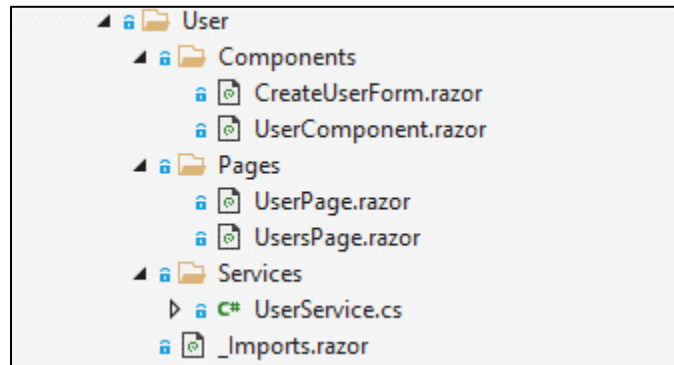 User
Components
CreateUserForm.razor
UserComponent.razor
Pages
UserPage.razor
UsersPage.razor
Services
C# UserService.cs
_Imports.razor